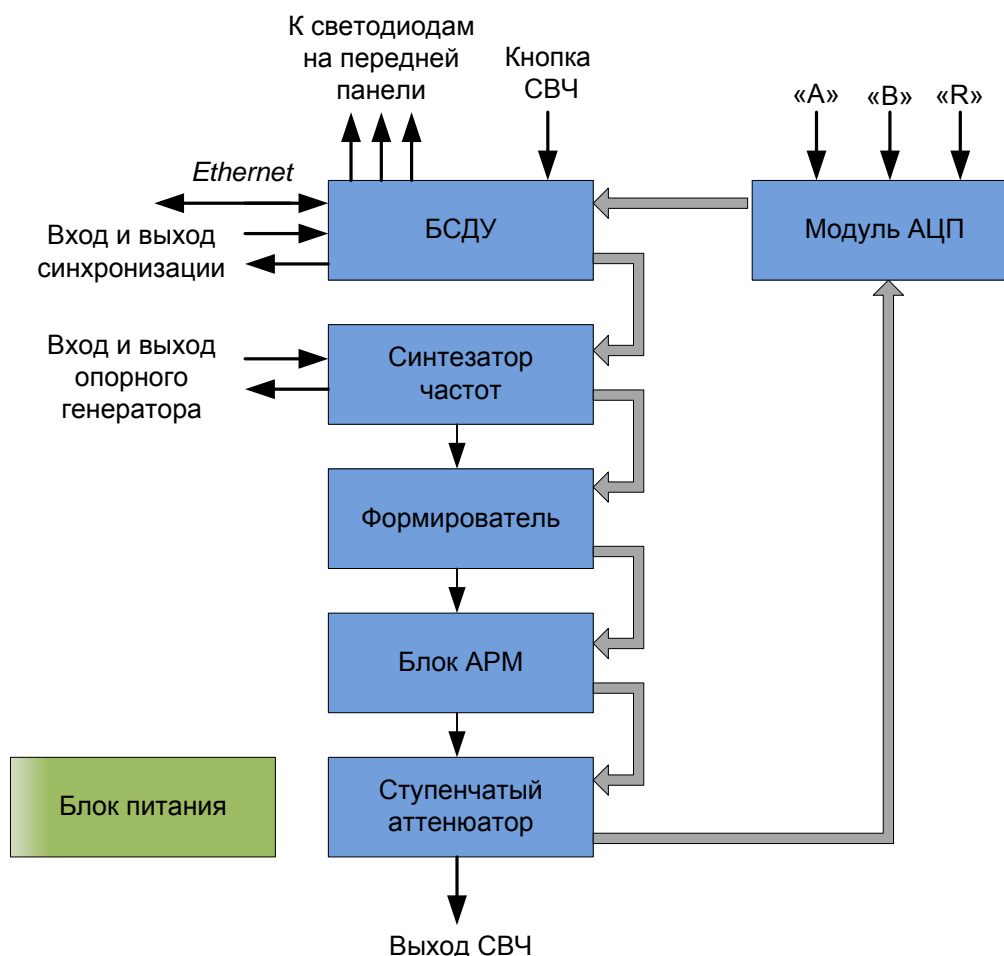 К светодиодам
на передней
панели
Кнопка
СВЧ
«A»
«B»
«R»
Ethernet
БСДУ
Модуль АЦП
Вход и выход
синхронизации
Вход и выход
опорного
генератора
Синтезатор
частот
Формирователь
Блок АРМ
Блок питания
Ступенчатый
аттенюатор
Выход СВЧ